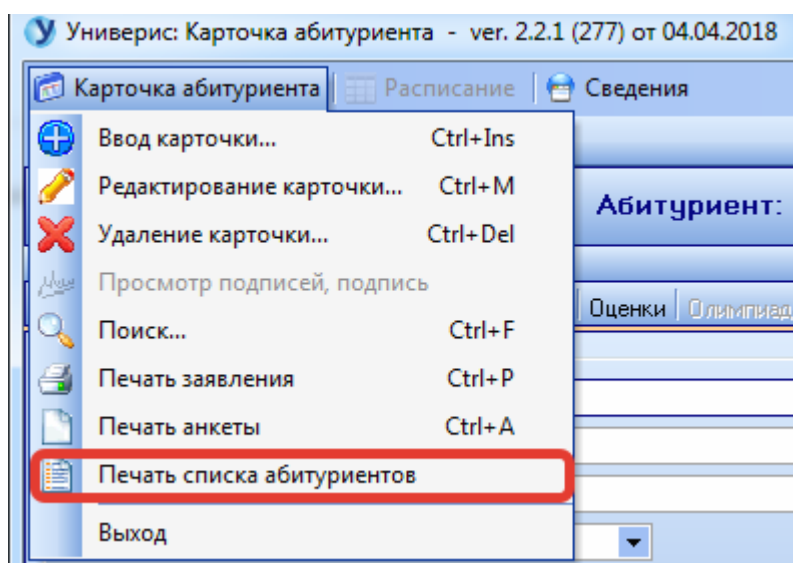 Универис: Карточка абитуриента - ver. 2.2.1 (277) от 04.04.2018
Карточка абитуриента Расписание Сведения
Ввод карточки... Ctrl+Ins
Редактирование карточки... Ctrl+M
Абитуриент:
Удаление карточки... Ctrl+Del
Просмотр подписей, подпись
Оценки
Поиск... Ctrl+F
Печать заявления Ctrl+P
Печать анкеты Ctrl+A
Печать списка абитуриентов
Выход